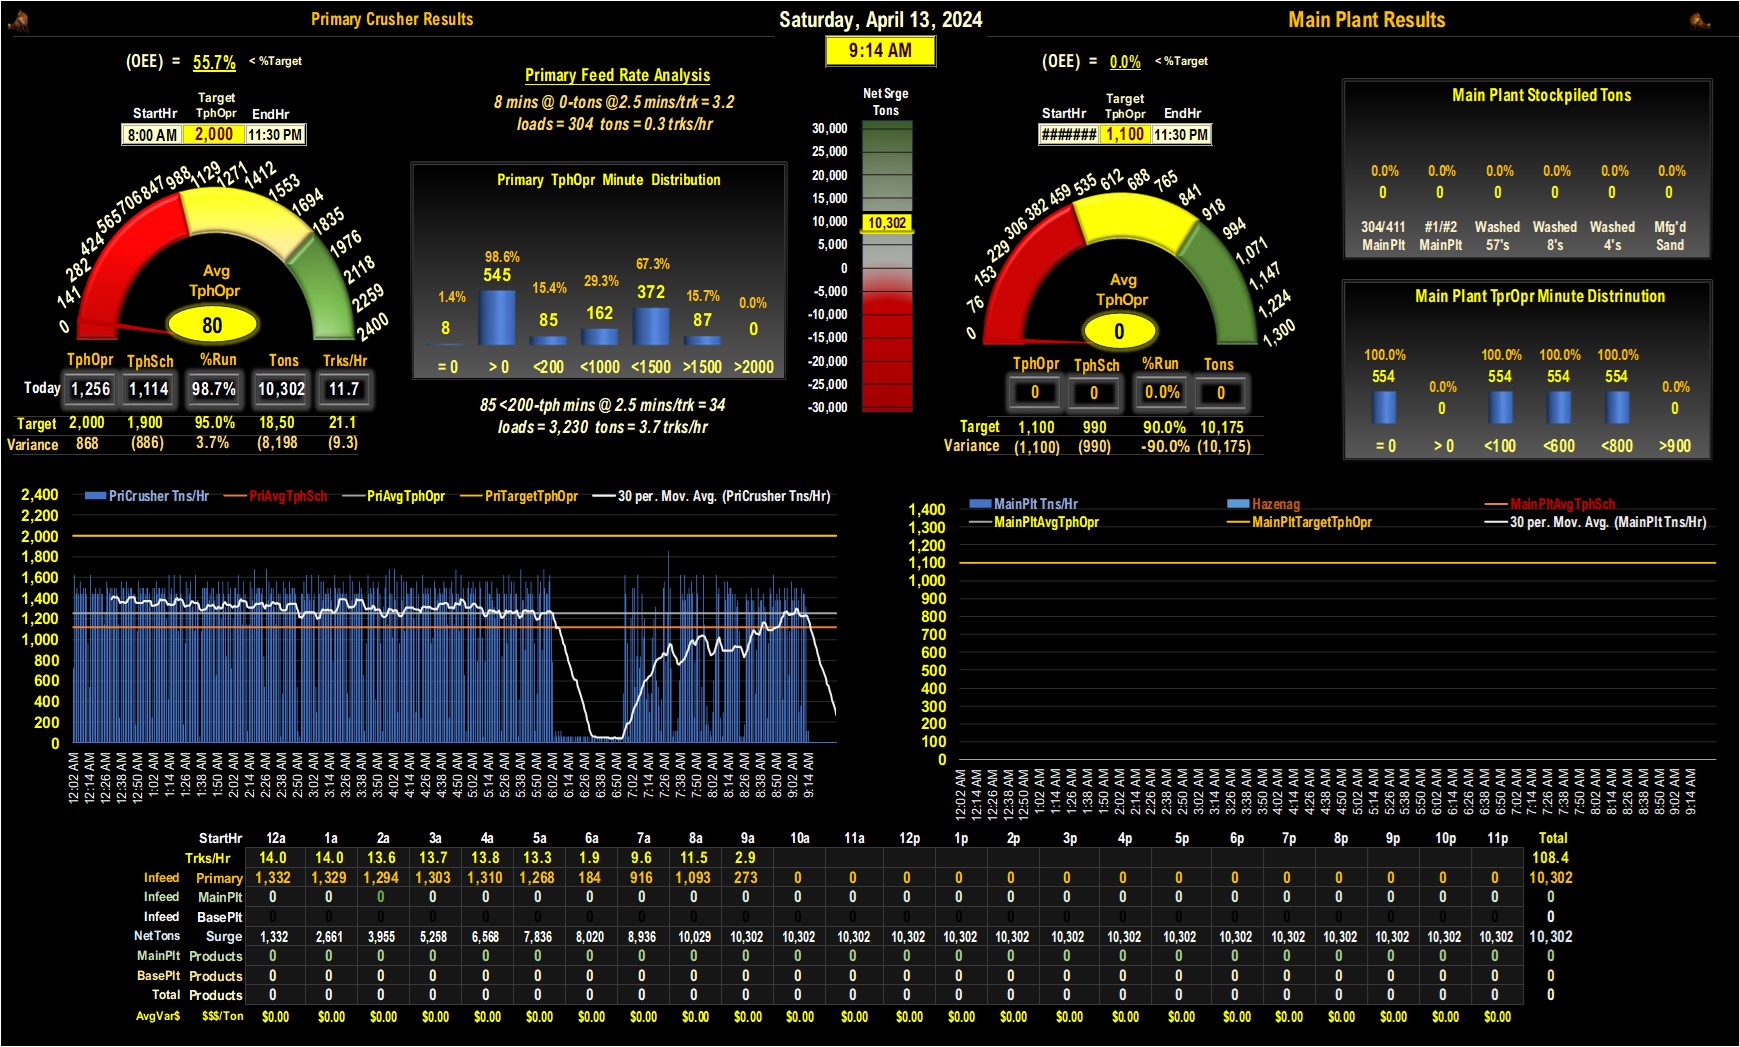 Primary Crusher Results
Saturday, April 13, 2024
Main Plant Results
9:14 AM
(OEE) = 55.7% < %Target
StartHr Target TphOpr EndHr
8:00 AM 2,000 11:30 PM
0 141 282 424 565 706 847 988 1129 1271 1412 1553 1694 1835 1976 2118 2259 2400
Avg
TphOpr
80
TphOpr TphSch %Run Tons Trks/Hr
Today 1,256 1,114 98.7% 10,302 11.7
Target 2,000 1,900 95.0% 18,50 21.1
Variance 868 (886) 3.7% (8,198 (9.3)
Primary Feed Rate Analysis
8 mins @ 0-tons @2.5 mins/trk = 3.2
loads = 304 tons = 0.3 trks/hr
Primary TphOpr Minute Distribution
1.4% 98.6% 15.4% 29.3% 67.3% 15.7% 0.0%
8 545 85 162 372 87 0
= 0 > 0 <200 <1000 <1500 >1500 >2000
85 <200-tph mins @ 2.5 mins/trk = 34
loads = 3,230 tons = 3.7 trks/hr
Net Srge
Tons
30,000
25,000
20,000
15,000
10,000
10,302
5,000
0
-5,000
-10,000
-15,000
-20,000
-25,000
-30,000
(OEE) = 0.0% < %Target
StartHr Target TphOpr EndHr
####### 1,100 11:30 PM
0 76 153 229 306 382 459 535 612 688 765 841 918 994 1,071 1,147 1,224 1,300
Avg
TphOpr
0
TphOpr TphSch %Run Tons
0 0 0.0% 0
Target 1,100 990 90.0% 10,175
Variance (1,100) (990) -90.0% (10,175)
Main Plant Stockpiled Tons
0.0% 0.0% 0.0% 0.0% 0.0% 0.0%
0 0 0 0 0 0
304/411 #1/#2 Washed Washed Washed Mfg'd
MainPlt MainPlt 57's 8's 4's Sand
Main Plant TprOpr Minute Distrinution
100.0% 0.0% 100.0% 100.0% 100.0% 0.0%
554 0 554 554 554 0
= 0 > 0 <100 <600 <800 >900
PriCrusher Tns/Hr PriAvgTphSch PriAvgTphOpr PriTargetTphOpr 30 per. Mov. Avg. (PriCrusher Tns/Hr)
2,400
2,200
2,000
1,800
1,600
1,400
1,200
1,000
800
600
400
200
0
12:02 AM 12:14 AM 12:26 AM 12:38 AM 12:50 AM 1:02 AM 1:14 AM 1:26 AM 1:38 AM 1:50 AM 2:02 AM 2:14 AM 2:26 AM 2:38 AM 2:50 AM 3:02 AM 3:14 AM 3:26 AM 3:38 AM 3:50 AM 4:02 AM 4:14 AM 4:26 AM 4:38 AM 4:50 AM 5:02 AM 5:14 AM 5:26 AM 5:38 AM 5:50 AM 6:02 AM 6:14 AM 6:26 AM 6:38 AM 6:50 AM 7:02 AM 7:14 AM 7:26 AM 7:38 AM 7:50 AM 8:02 AM 8:14 AM 8:26 AM 8:38 AM 8:50 AM 9:02 AM 9:14 AM
MainPlt Tns/Hr Hazenag MainPltAvgTphSch
MainPltAvgTphOpr MainPltTargetTphOpr 30 per. Mov. Avg. (MainPlt Tns/Hr)
1,400
1,300
1,200
1,100
1,000
900
800
700
600
500
400
300
200
100
0
12:02 AM 12:14 AM 12:26 AM 12:38 AM 12:50 AM 1:02 AM 1:14 AM 1:26 AM 1:38 AM 1:50 AM 2:02 AM 2:14 AM 2:26 AM 2:38 AM 2:50 AM 3:02 AM 3:14 AM 3:26 AM 3:38 AM 3:50 AM 4:02 AM 4:14 AM 4:26 AM 4:38 AM 4:50 AM 5:02 AM 5:14 AM 5:26 AM 5:38 AM 5:50 AM 6:02 AM 6:14 AM 6:26 AM 6:38 AM 6:50 AM 7:02 AM 7:14 AM 7:26 AM 7:38 AM 7:50 AM 8:02 AM 8:14 AM 8:26 AM 8:38 AM 8:50 AM 9:02 AM 9:14 AM
StartHr 12a 1a 2a 3a 4a 5a 6a 7a 8a 9a 10a 11a 12p 1p 2p 3p 4p 5p 6p 7p 8p 9p 10p 11p Total
Trks/Hr 14.0 14.0 13.6 13.7 13.8 13.3 1.9 9.6 11.5 2.9 108.4
Infeed Primary 1,332 1,329 1,294 1,303 1,310 1,268 184 916 1,093 273 0 0 0 0 0 0 0 0 0 0 0 0 0 0 10,302
Infeed MainPlt 0 0 0 0 0 0 0 0 0 0 0 0 0 0 0 0 0 0 0 0 0 0 0 0 0
Infeed BasePlt 0 0 0 0 0 0 0 0 0 0 0 0 0 0 0 0 0 0 0 0 0 0 0 0 0
NetTons Surge 1,332 2,661 3,955 5,258 6,568 7,836 8,020 8,936 10,029 10,302 10,302 10,302 10,302 10,302 10,302 10,302 10,302 10,302 10,302 10,302 10,302 10,302 10,302 10,302 10,302
MainPlt Products 0 0 0 0 0 0 0 0 0 0 0 0 0 0 0 0 0 0 0 0 0 0 0 0 0
BasePlt Products 0 0 0 0 0 0 0 0 0 0 0 0 0 0 0 0 0 0 0 0 0 0 0 0 0
Total Products 0 0 0 0 0 0 0 0 0 0 0 0 0 0 0 0 0 0 0 0 0 0 0 0 0
AvgVar$ $$$/Ton $0.00 $0.00 $0.00 $0.00 $0.00 $0.00 $0.00 $0.00 $0.00 $0.00 $0.00 $0.00 $0.00 $0.00 $0.00 $0.00 $0.00 $0.00 $0.00 $0.00 $0.00 $0.00 $0.00 $0.00